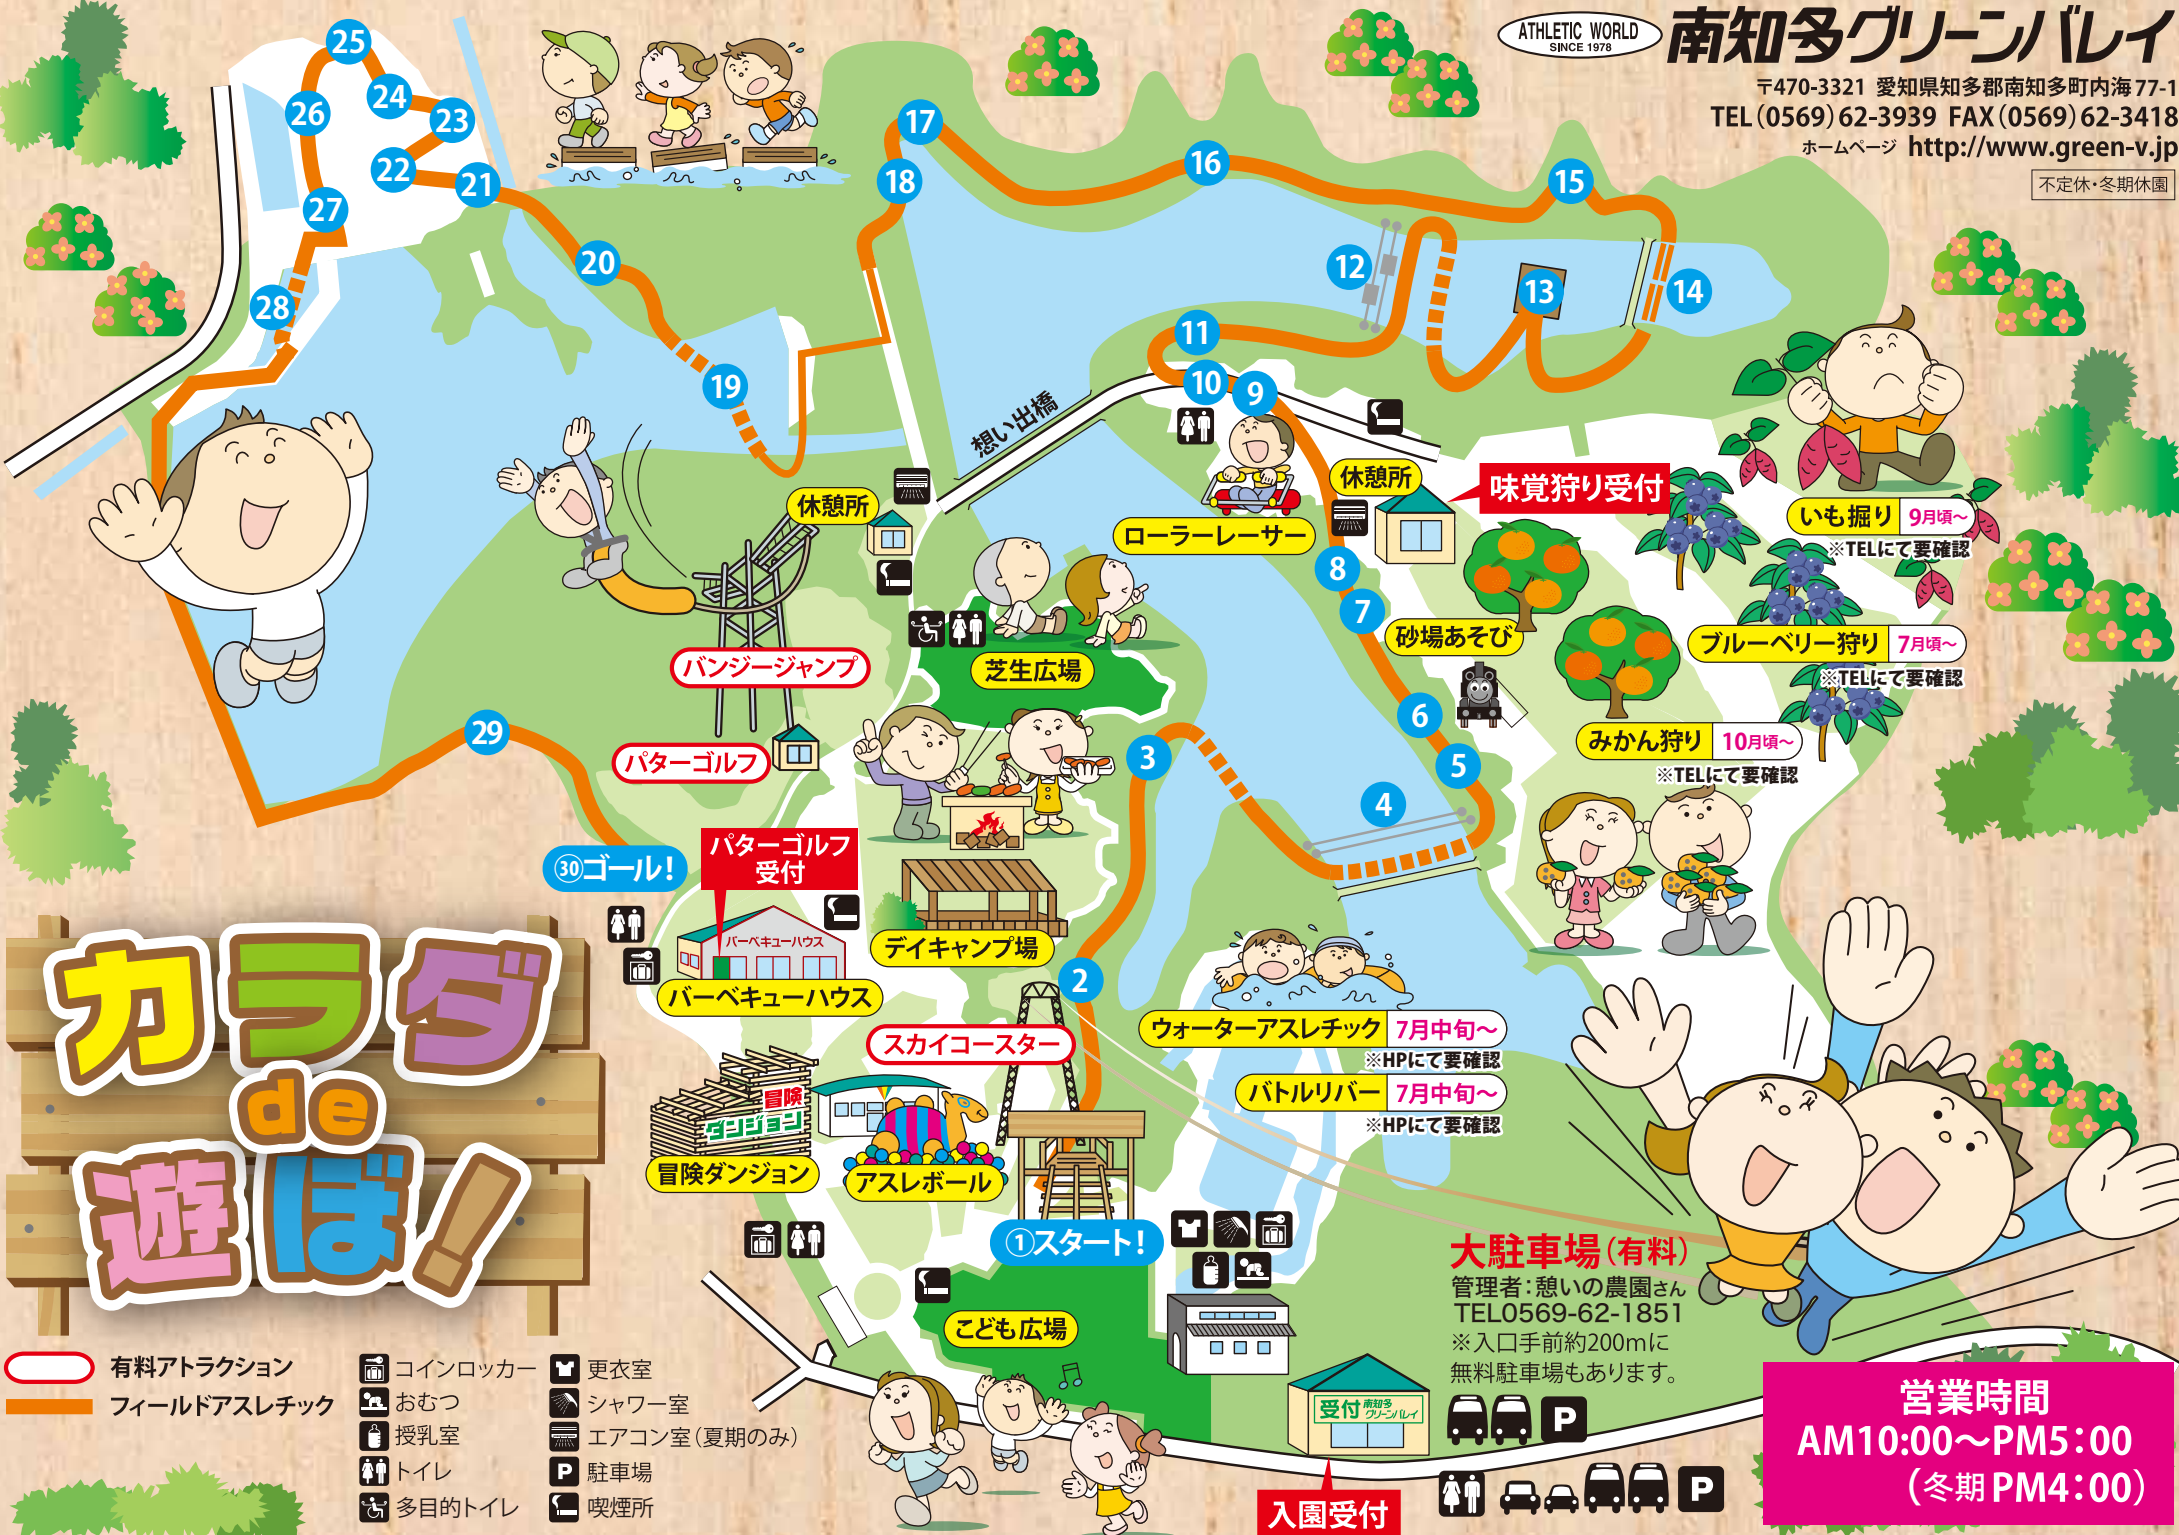 ATHLETIC WORLD
SINCE 1978
南知多グリーンバレイ
〒470-3321 愛知県知多郡南知多町内海77-1
TEL(0569)62-3939 FAX(0569)62-3418
ホームページ http://www.green-v.jp
不定休・冬期休園
25
26
24
23
22
21
27
28
20
19
17
18
16
15
12
13
14
11
10
9
想い出橋
休憩所
ローラーレーサー
休憩所
味覚狩り受付
いも掘り 9月頃~
※TELにて要確認
8
7
砂場あそび
ブルーベリー狩り 7月頃~
※TELにて要確認
バンジージャンプ
芝生広場
6
5
みかん狩り 10月頃~
※TELにて要確認
29
パターゴルフ
3
4
㉚ゴール!
パターゴルフ
受付
バーベキューハウス
バーベキューハウス
デイキャンプ場
2
スカイコースター
ウォーターアスレチック 7月中旬~
※HPにて要確認
バトルリバー 7月中旬~
※HPにて要確認
冒険
ダンジョン
冒険ダンジョン
アスレボール
①スタート!
こども広場
カラダ
de
遊ば!
大駐車場(有料)
管理者:憩いの農園さん
TEL0569-62-1851
※入口手前約200mに
無料駐車場もあります。
P
受付 南知多
グリーンバレイ
入園受付
P
営業時間
AM10:00~PM5:00
(冬期PM4:00)
有料アトラクション
フィールドアスレチック
コインロッカー
おむつ
授乳室
トイレ
多目的トイレ
更衣室
シャワー室
エアコン室(夏期のみ)
P 駐車場
喫煙所